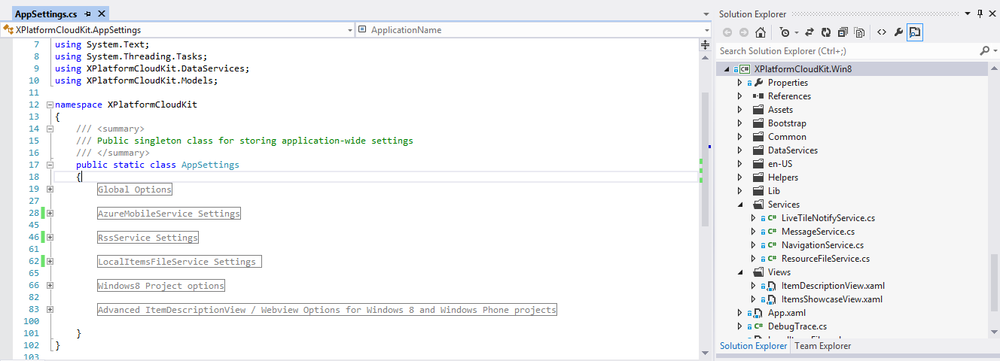 AppSettings.cs
XPlatformCloudKit.AppSettings
ApplicationName
7 using System.Text;
8 using System.Threading.Tasks;
9 using XPlatformCloudKit.DataServices;
10 using XPlatformCloudKit.Models;
11
12 namespace XPlatformCloudKit
13 {
14 /// <summary>
15 /// Public singleton class for storing application-wide settings
16 /// </summary>
17 public static class AppSettings
18 {
19 Global Options
27
28 AzureMobileService Settings
45
46 RssService Settings
61
62 LocalItemsFileService Settings
65
66 Windows8 Project options
82
83 Advanced ItemDescriptionView / Webview Options for Windows 8 and Windows Phone projects
100
101 }
102 }
103
Solution Explorer
Search Solution Explorer (Ctrl+;)
C# XPlatformCloudKit.Win8
Properties
References
Assets
Bootstrap
Common
DataServices
en-US
Helpers
Lib
Services
C# LiveTileNotifyService.cs
C# MessageService.cs
C# NavigationService.cs
C# ResourceFileService.cs
Views
ItemDescriptionView.xaml
ItemsShowcaseView.xaml
App.xaml
C# DebugTrace.cs
Solution Explorer
Team Explorer